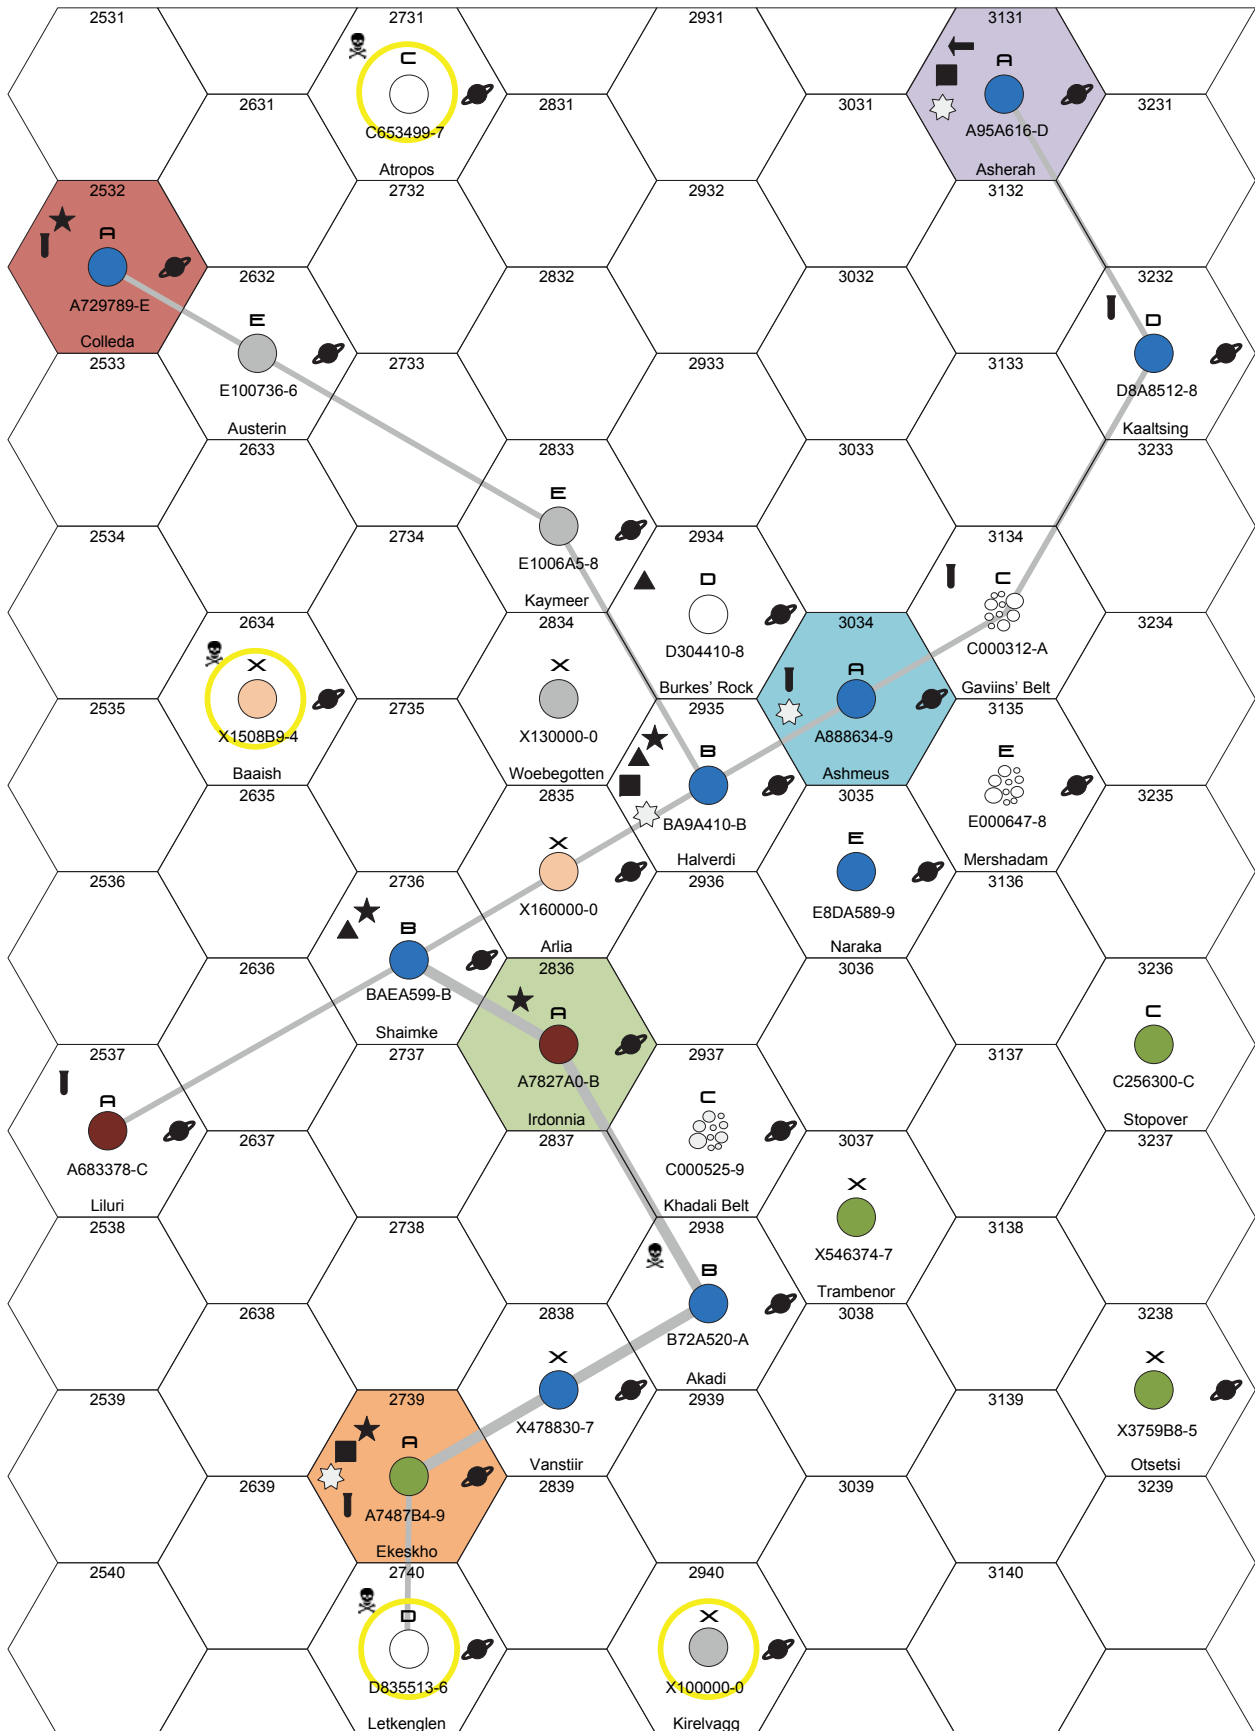 2531
2731
2931
3131
C
A
2631
2831
3031
3231
C653499-7
A95A616-D
Atropos
Asherah
2532
2732
2932
3132
A
2632
2832
3032
3232
A729789-E
E
D
Colleda
2533
2733
2933
3133
E100736-6
D8A8512-8
Austerin
Kaaltsing
2633
2833
3033
3233
E
2534
2734
2934
3134
E1006A5-8
D
C
Kaymeer
2634
2834
3034
3234
D304410-8
C000312-A
X
X
A
Burkes' Rock
Gaviins' Belt
2535
2735
2935
3135
X1508B9-4
X130000-0
A888634-9
B
E
Baaish
Woebegotten
Ashmeus
2635
2835
3035
3235
BA9A410-B
E000647-8
X
E
Halverdi
Mershadam
2536
2736
2936
3136
X160000-0
E8DA589-9
B
Arlia
Naraka
2636
2836
3036
3236
BAEA599-B
A
C
Shaimke
2537
2737
2937
3137
A7827A0-B
C256300-C
A
C
Irdonnia
Stopover
2637
2837
3037
3237
A683378-C
C000525-9
X
Liluri
Khadali Belt
2538
2738
2938
3138
X546374-7
B
Trambenor
2638
2838
3038
3238
B72A520-A
X
X
Akadi
2539
2739
2939
3139
X478830-7
X3759B8-5
A
Vanstiir
Otsetsi
2639
2839
3039
3239
A7487B4-9
Ekeskho
2540
2740
2940
3140
D
X
D835513-6
X100000-0
Letkenglen
Kirelvagg